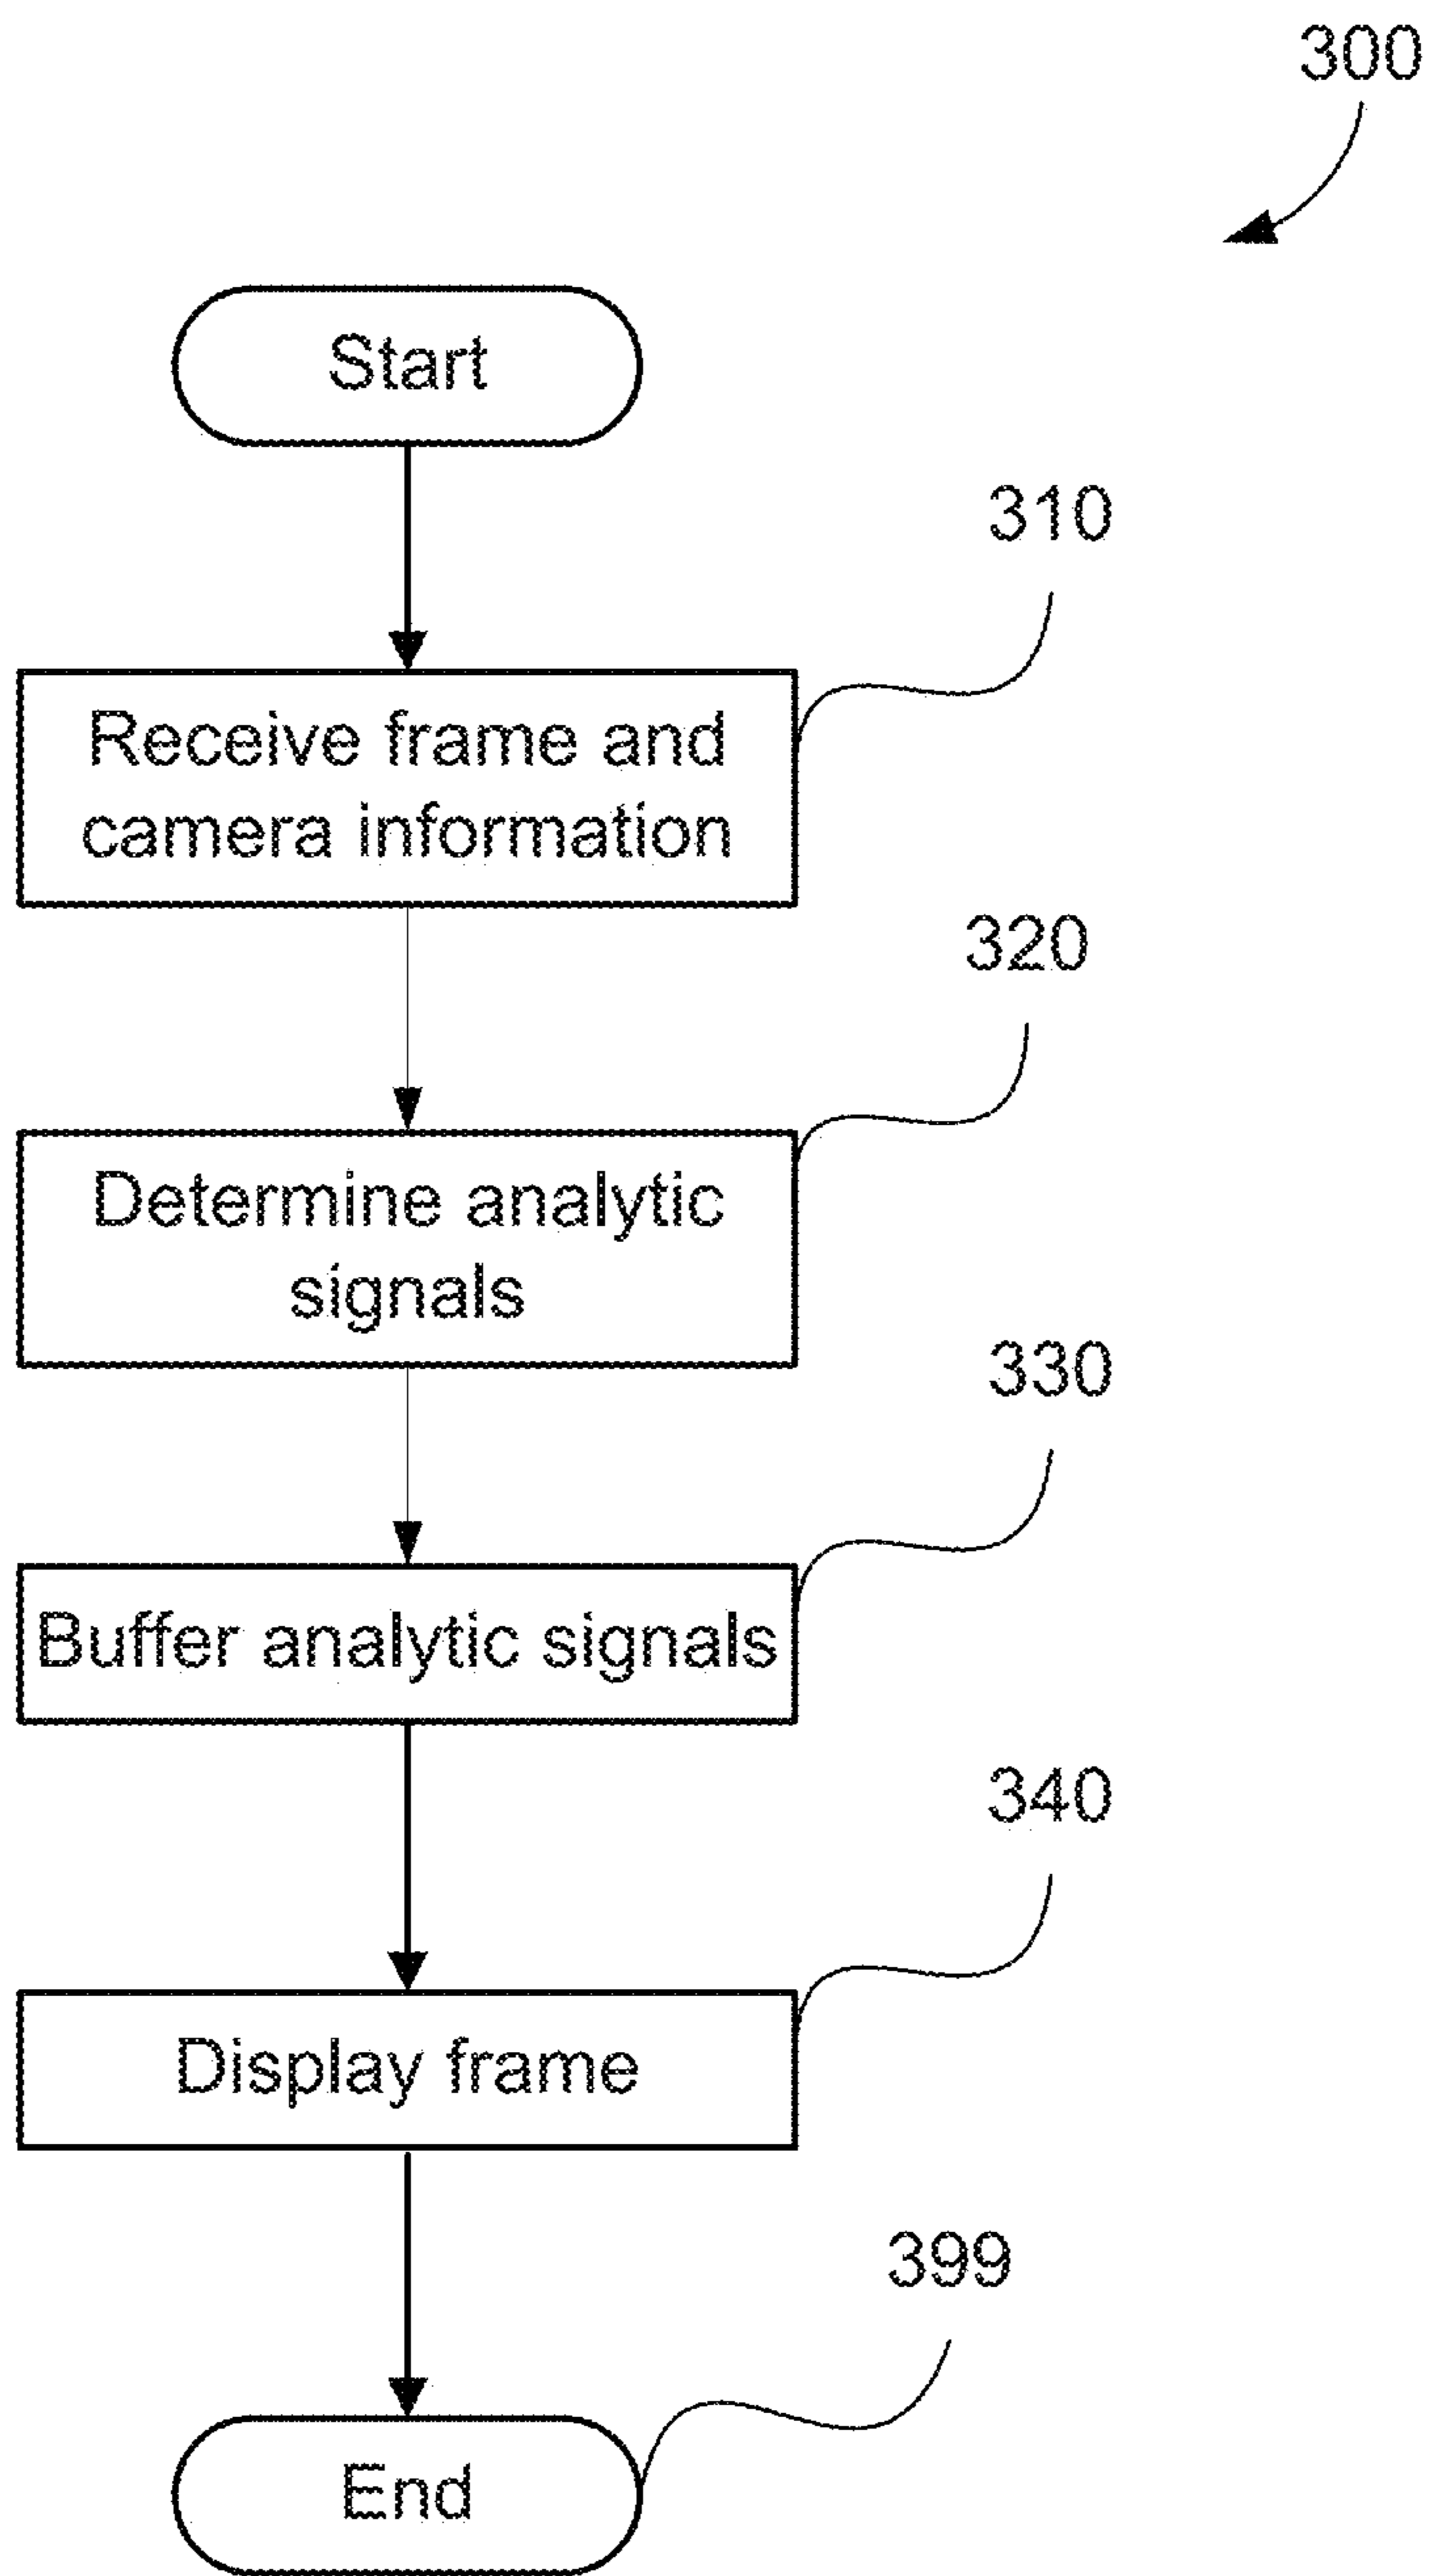 300
Start
310
Receive frame and
camera information
320
Determine analytic
signals
330
Buffer analytic signals
340
Display frame
399
End